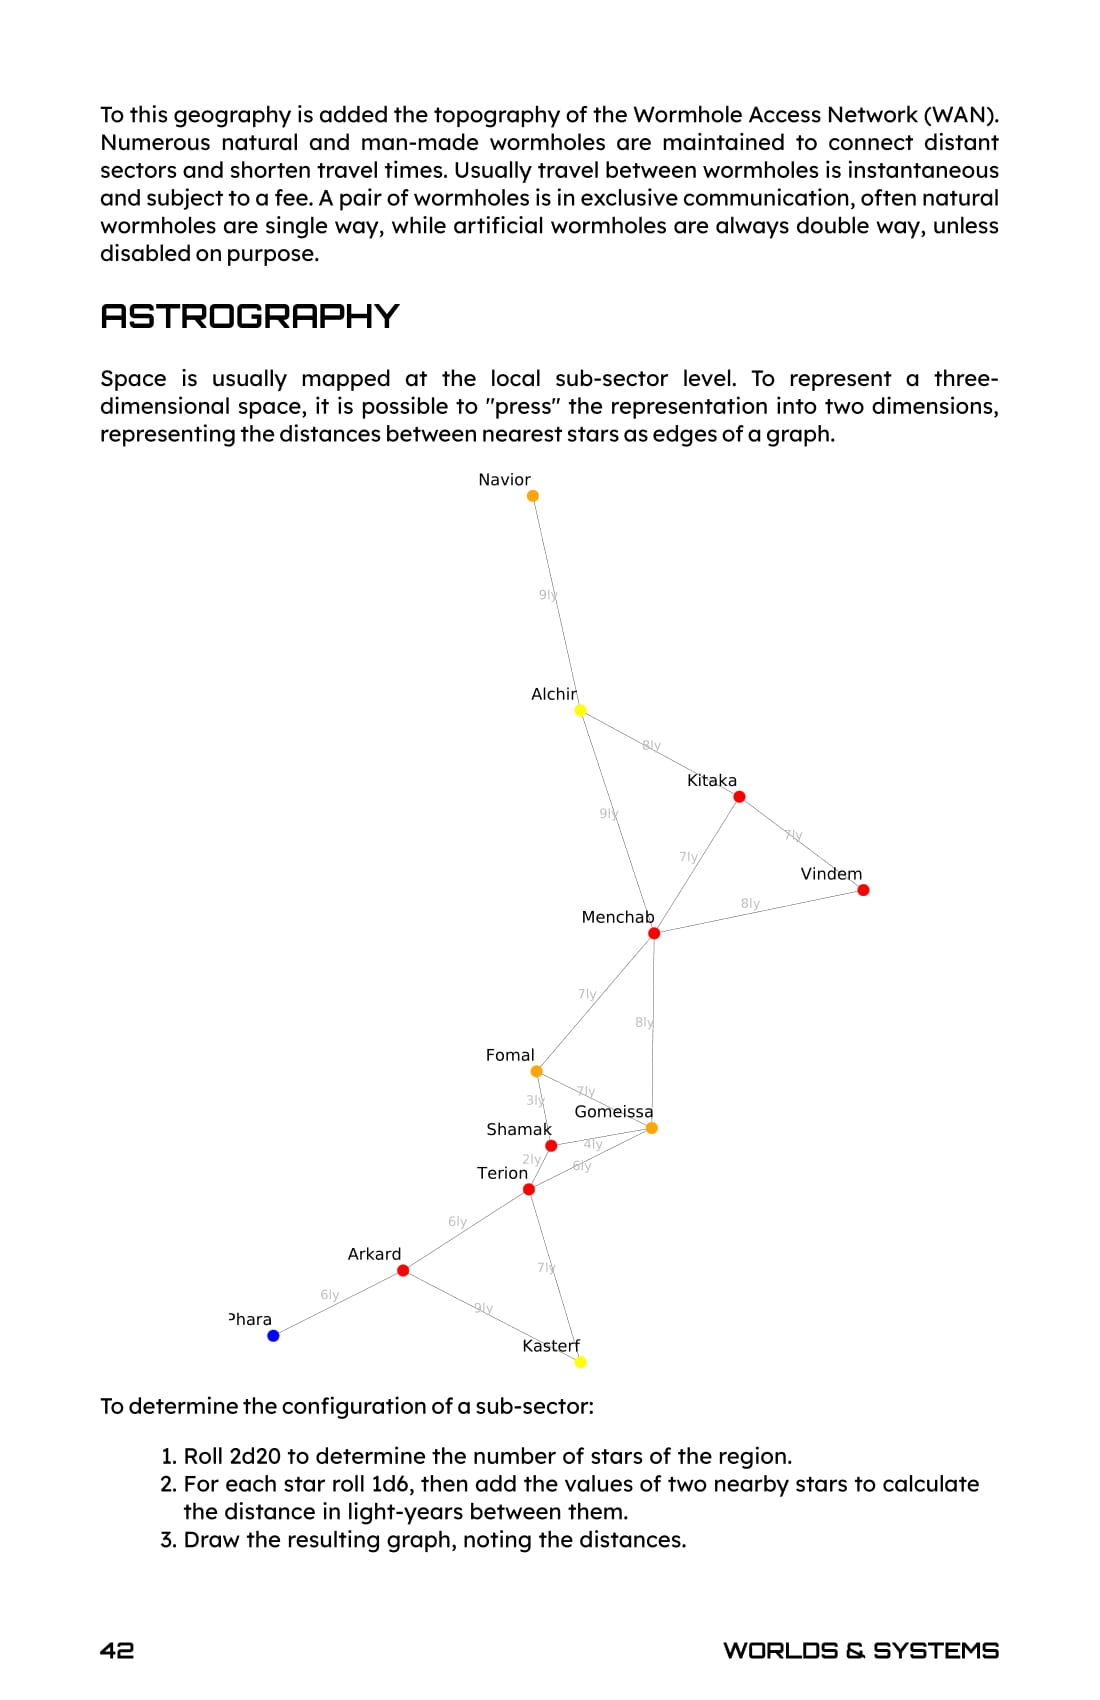 To this geography is added the topography of the Wormhole Access Network (WAN).
Numerous natural and man-made wormholes are maintained to connect distant
sectors and shorten travel times. Usually travel between wormholes is instantaneous
and subject to a fee. A pair of wormholes is in exclusive communication, often natural
wormholes are single way, while artificial wormholes are always double way, unless
disabled on purpose.
ASTROGRAPHY
Space is usually mapped at the local sub-sector level. To represent a three-
dimensional space, it is possible to "press" the representation into two dimensions,
representing the distances between nearest stars as edges of a graph.
Navior
9ly
Alchir
8ly
Kitaka
9ly
7ly
7ly
Vindem
8ly
Menchab
7ly
8ly
Fomal
7ly
3ly
Gomeissa
Shamak
4ly
2ly
6ly
Terion
6ly
Arkard
7ly
6ly
9ly
Phara
Kasterf
To determine the configuration of a sub-sector:
1. Roll 2d20 to determine the number of stars of the region.
2. For each star roll 1d6, then add the values of two nearby stars to calculate
the distance in light-years between them.
3. Draw the resulting graph, noting the distances.
42 WORLDS & SYSTEMS